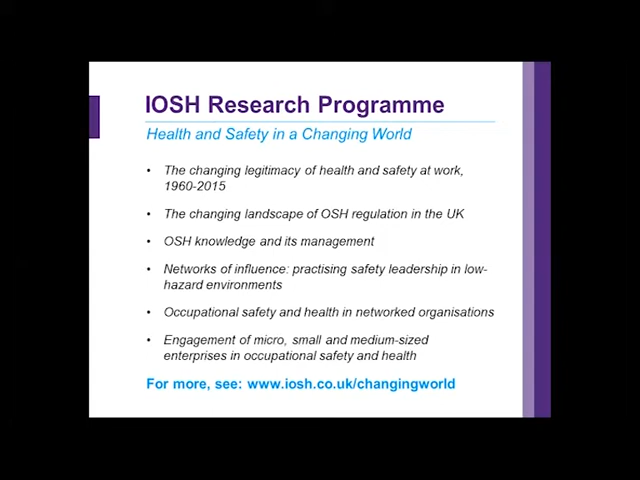 IOSH Research Programme
Health and Safety in a Changing World
• The changing legitimacy of health and safety at work,
1960-2015
• The changing landscape of OSH regulation in the UK
• OSH knowledge and its management
• Networks of influence: practising safety leadership in low-
hazard environments
• Occupational safety and health in networked organisations
• Engagement of micro, small and medium-sized
enterprises in occupational safety and health
For more, see: www.iosh.co.uk/changingworld